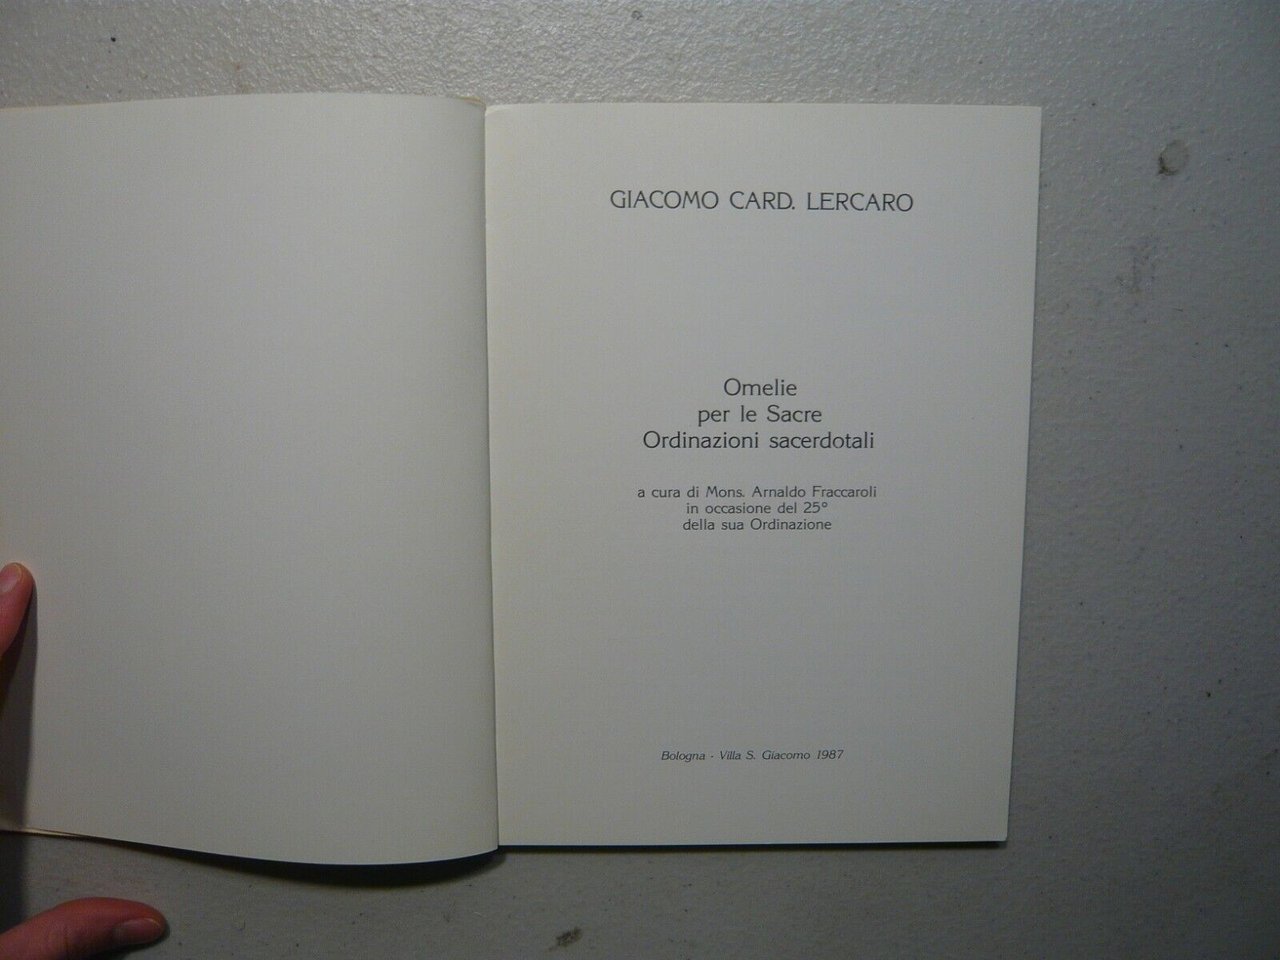 GIACOMO CARD. LERCARO
Omelie
per le Sacre
Ordinazioni sacerdotali
a cura di Mons. Arnaldo Fraccaroli
in occasione del 25°
della sua Ordinazione
Bologna - Villa S. Giacomo 1987